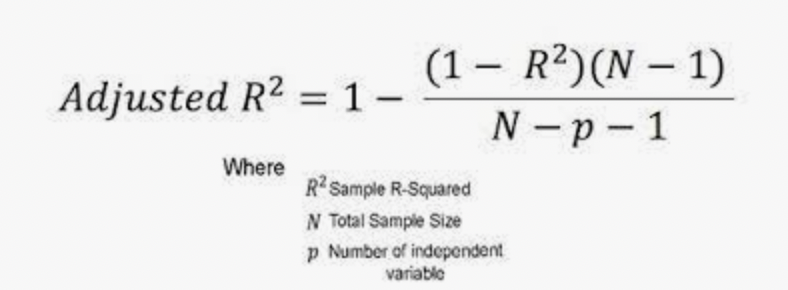 Adjusted R² = 1 − (1 − R²)(N − 1) / N − p − 1
Where
R² Sample R-Squared
N Total Sample Size
p Number of independent
variable